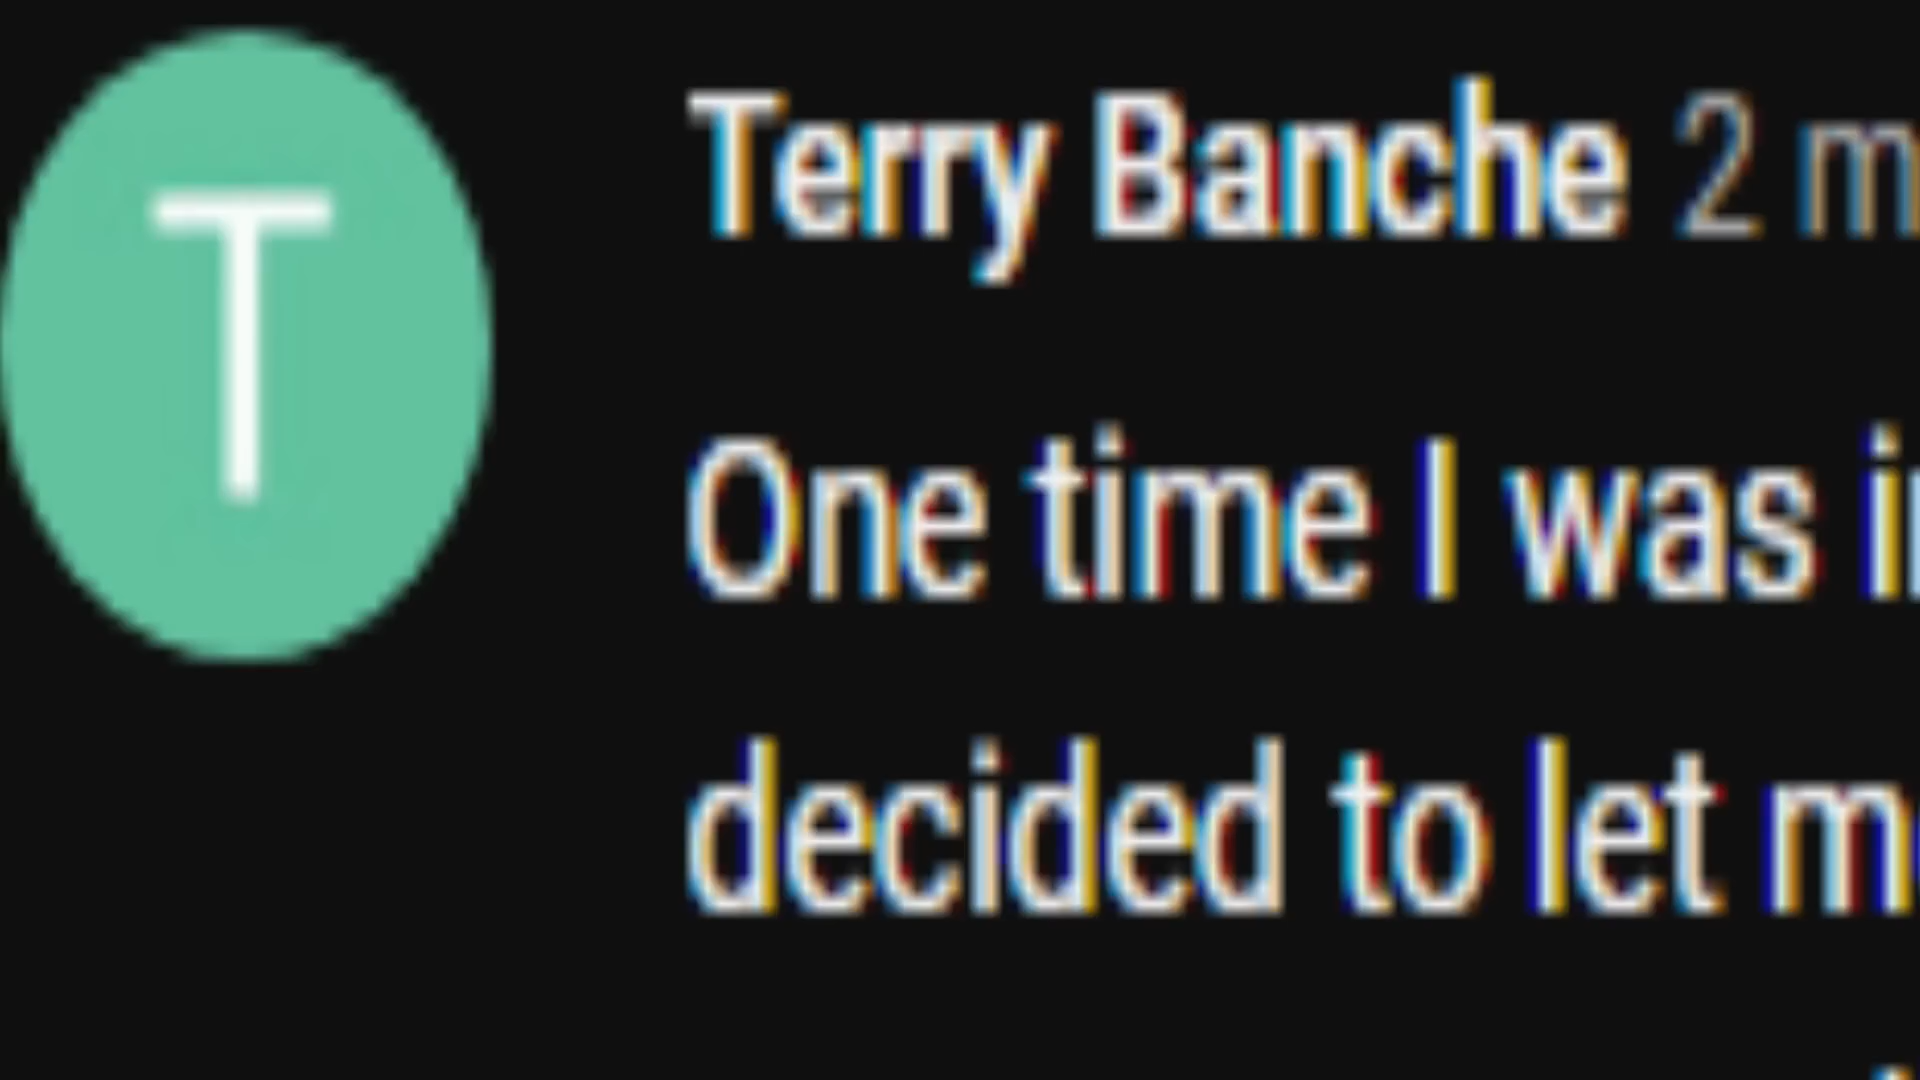 T
Terry Banche 2 m
One time I was i
decided to let m